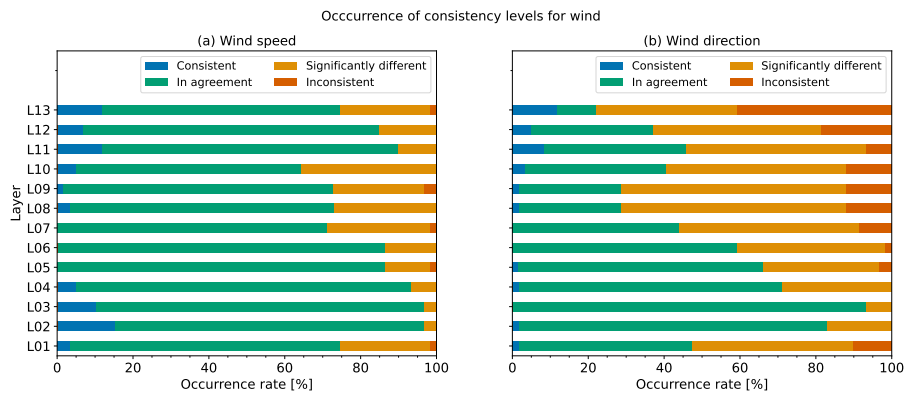 Occcurrence of consistency levels for wind
(a) Wind speed
Consistent
In agreement
Significantly different
Inconsistent
L13
L12
L11
L10
L09
L08
L07
L06
L05
L04
L03
L02
L01
Layer
0 20 40 60 80 100
Occurrence rate [%]
(b) Wind direction
Consistent
In agreement
Significantly different
Inconsistent
0 20 40 60 80 100
Occurrence rate [%]